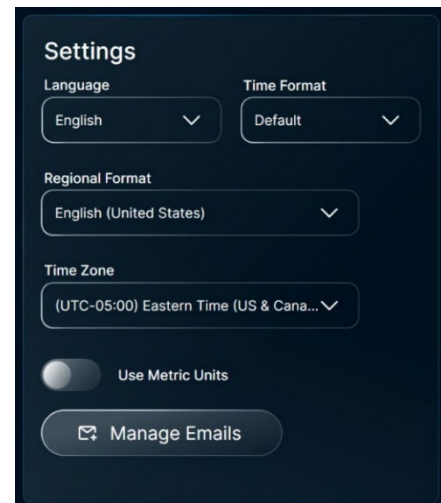 Settings
Language Time Format
English Default
Regional Format
English (United States)
Time Zone
(UTC-05:00) Eastern Time (US & Cana...
Use Metric Units
Manage Emails